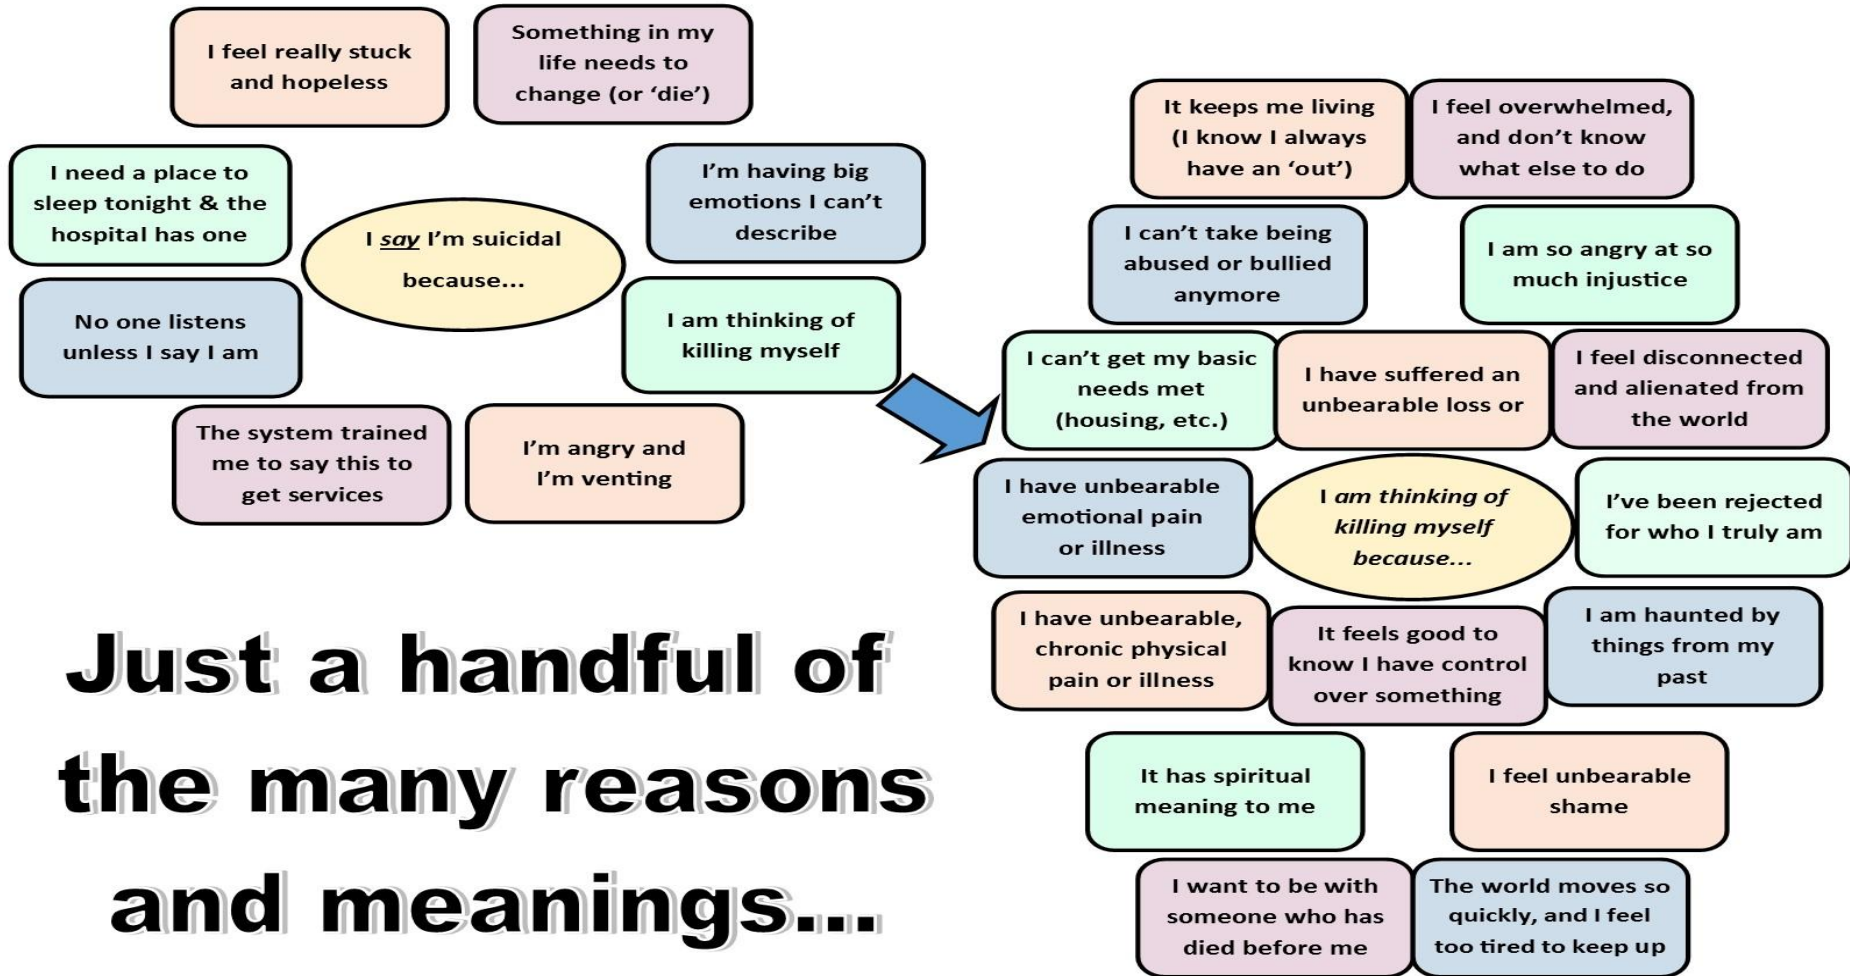 I feel really stuck
and hopeless
Something in my
life needs to
change (or ‘die’)
I need a place to
sleep tonight & the
hospital has one
I’m having big
emotions I can’t
describe
I say I’m suicidal
because...
No one listens
unless I say I am
I am thinking of
killing myself
The system trained
me to say this to
get services
I’m angry and
I’m venting
It keeps me living
(I know I always
have an ‘out’)
I feel overwhelmed,
and don’t know
what else to do
I can’t take being
abused or bullied
anymore
I am so angry at so
much injustice
I can’t get my basic
needs met
(housing, etc.)
I have suffered an
unbearable loss or
I feel disconnected
and alienated from
the world
I have unbearable
emotional pain
or illness
I am thinking of
killing myself
because...
I’ve been rejected
for who I truly am
I have unbearable,
chronic physical
pain or illness
It feels good to
know I have control
over something
I am haunted by
things from my
past
It has spiritual
meaning to me
I feel unbearable
shame
I want to be with
someone who has
died before me
The world moves so
quickly, and I feel
too tired to keep up
Just a handful of
the many reasons
and meanings...